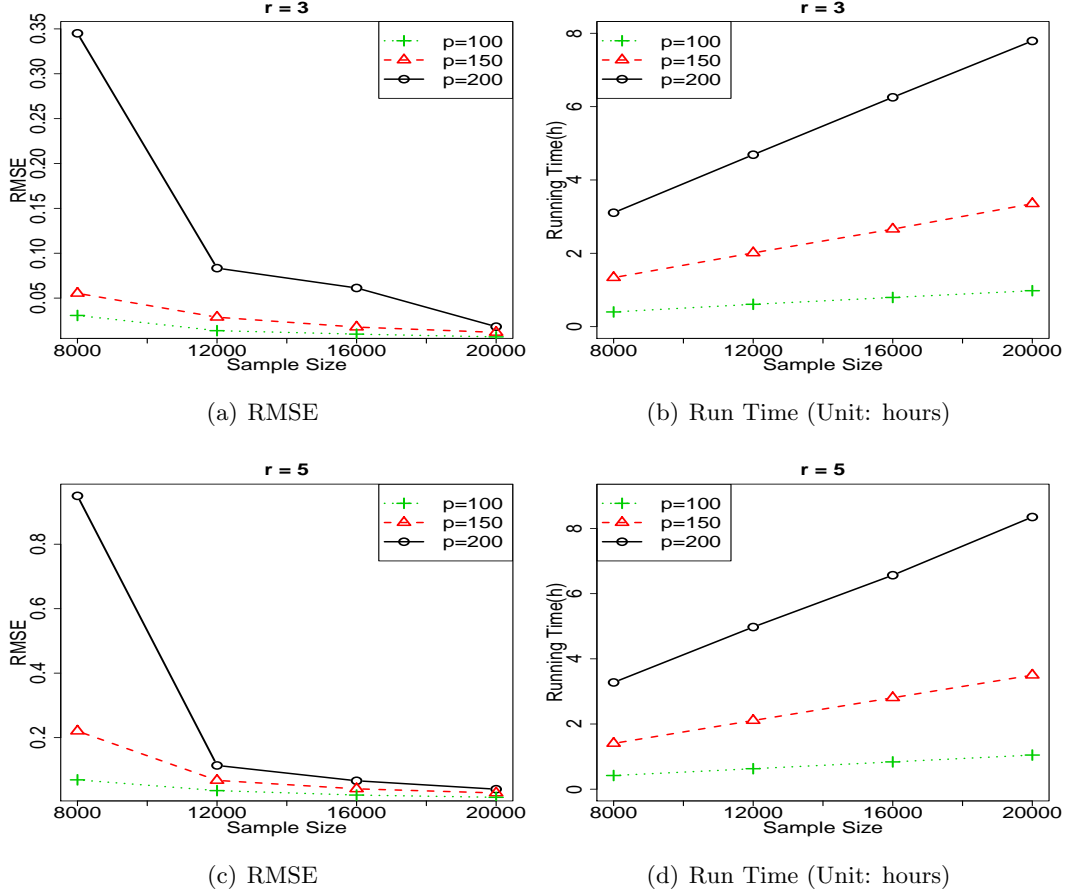 r = 3
RMSE
0.35
0.30
0.25
0.20
0.15
0.10
0.05
p=100
p=150
p=200
8000 12000 16000 20000
Sample Size
(a) RMSE
r = 3
Running Time(h)
8
6
4
2
0
p=100
p=150
p=200
8000 12000 16000 20000
Sample Size
(b) Run Time (Unit: hours)
r = 5
RMSE
0.8
0.6
0.4
0.2
p=100
p=150
p=200
8000 12000 16000 20000
Sample Size
(c) RMSE
r = 5
Running Time(h)
8
6
4
2
0
p=100
p=150
p=200
8000 12000 16000 20000
Sample Size
(d) Run Time (Unit: hours)